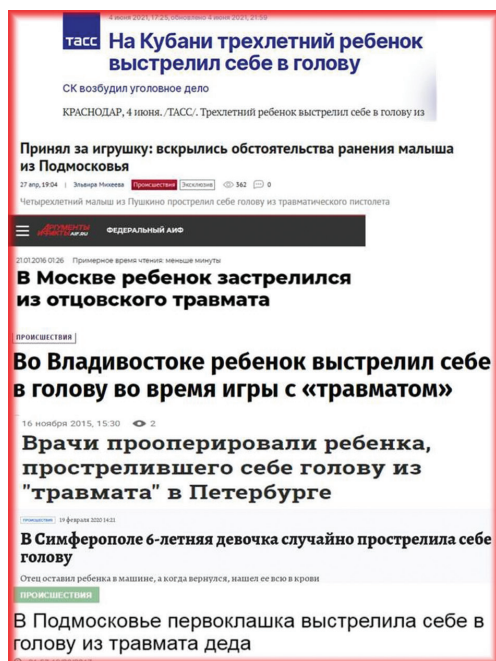 4 июня 2021, 17:25, обновлено 4 июня 2021, 21:59
ТАСС
На Кубани трехлетний ребенок
выстрелил себе в голову
СК возбудил уголовное дело
КРАСНОДАР, 4 июня. /ТАСС/. Трехлетний ребенок выстрелил себе в голову из
Принял за игрушку: вскрылись обстоятельства ранения малыша
из Подмосковья
27 апр, 19:04 | Эльвира Михеева Происшествия Эксклюзив 362 0
Четырехлетний малыш из Пушкино прострелил себе голову из травматического пистолета
АРГУМЕНТЫ И ФАКТЫ AIF.RU ФЕДЕРАЛЬНЫЙ АИФ
21.01.2016 01:26 Примерное время чтения: меньше минуты
В Москве ребенок застрелился
из отцовского травмата
ПРОИСШЕСТВИЯ
Во Владивостоке ребенок выстрелил себе
в голову во время игры с «травматом»
16 ноября 2015, 15:30 2
Врачи прооперировали ребенка,
прострелившего себе голову из
"травмата" в Петербурге
ПРОИСШЕСТВИЯ 19 февраля 2020 14:21
В Симферополе 6-летняя девочка случайно прострелила себе
голову
Отец оставил ребенка в машине, а когда вернулся, нашел ее всю в крови
ПРОИСШЕСТВИЯ
В Подмосковье первоклашка выстрелила себе в
голову из травмата деда